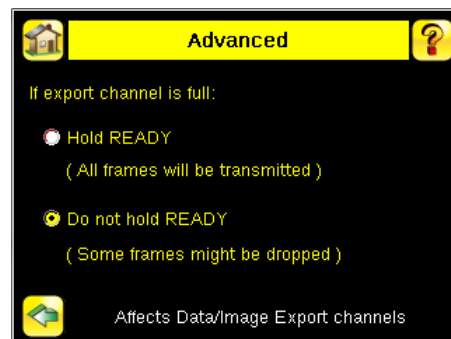 Advanced
?
If export channel is full:
Hold READY
( All frames will be transmitted )
Do not hold READY
( Some frames might be dropped )
Affects Data/Image Export channels